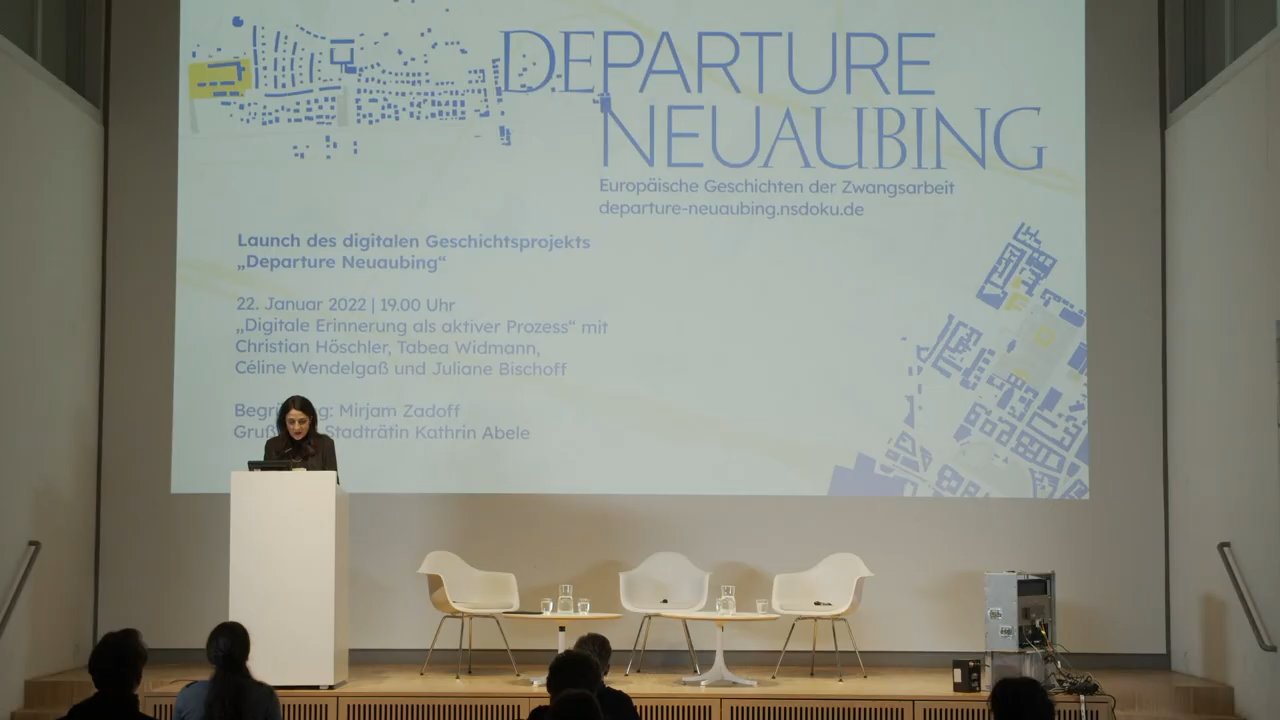 DEPARTURE
NEUAUBING
Europäische Geschichten der Zwangsarbeit
departure-neuaubing.nsdoku.de
Launch des digitalen Geschichtsprojekts
„Departure Neuaubing“
22. Januar 2022 | 19.00 Uhr
„Digitale Erinnerung als aktiver Prozess“ mit
Christian Höschler, Tabea Widmann,
Céline Wendelgaß und Juliane Bischoff
Mirjam Zadoff
Stadträtin Kathrin Abele